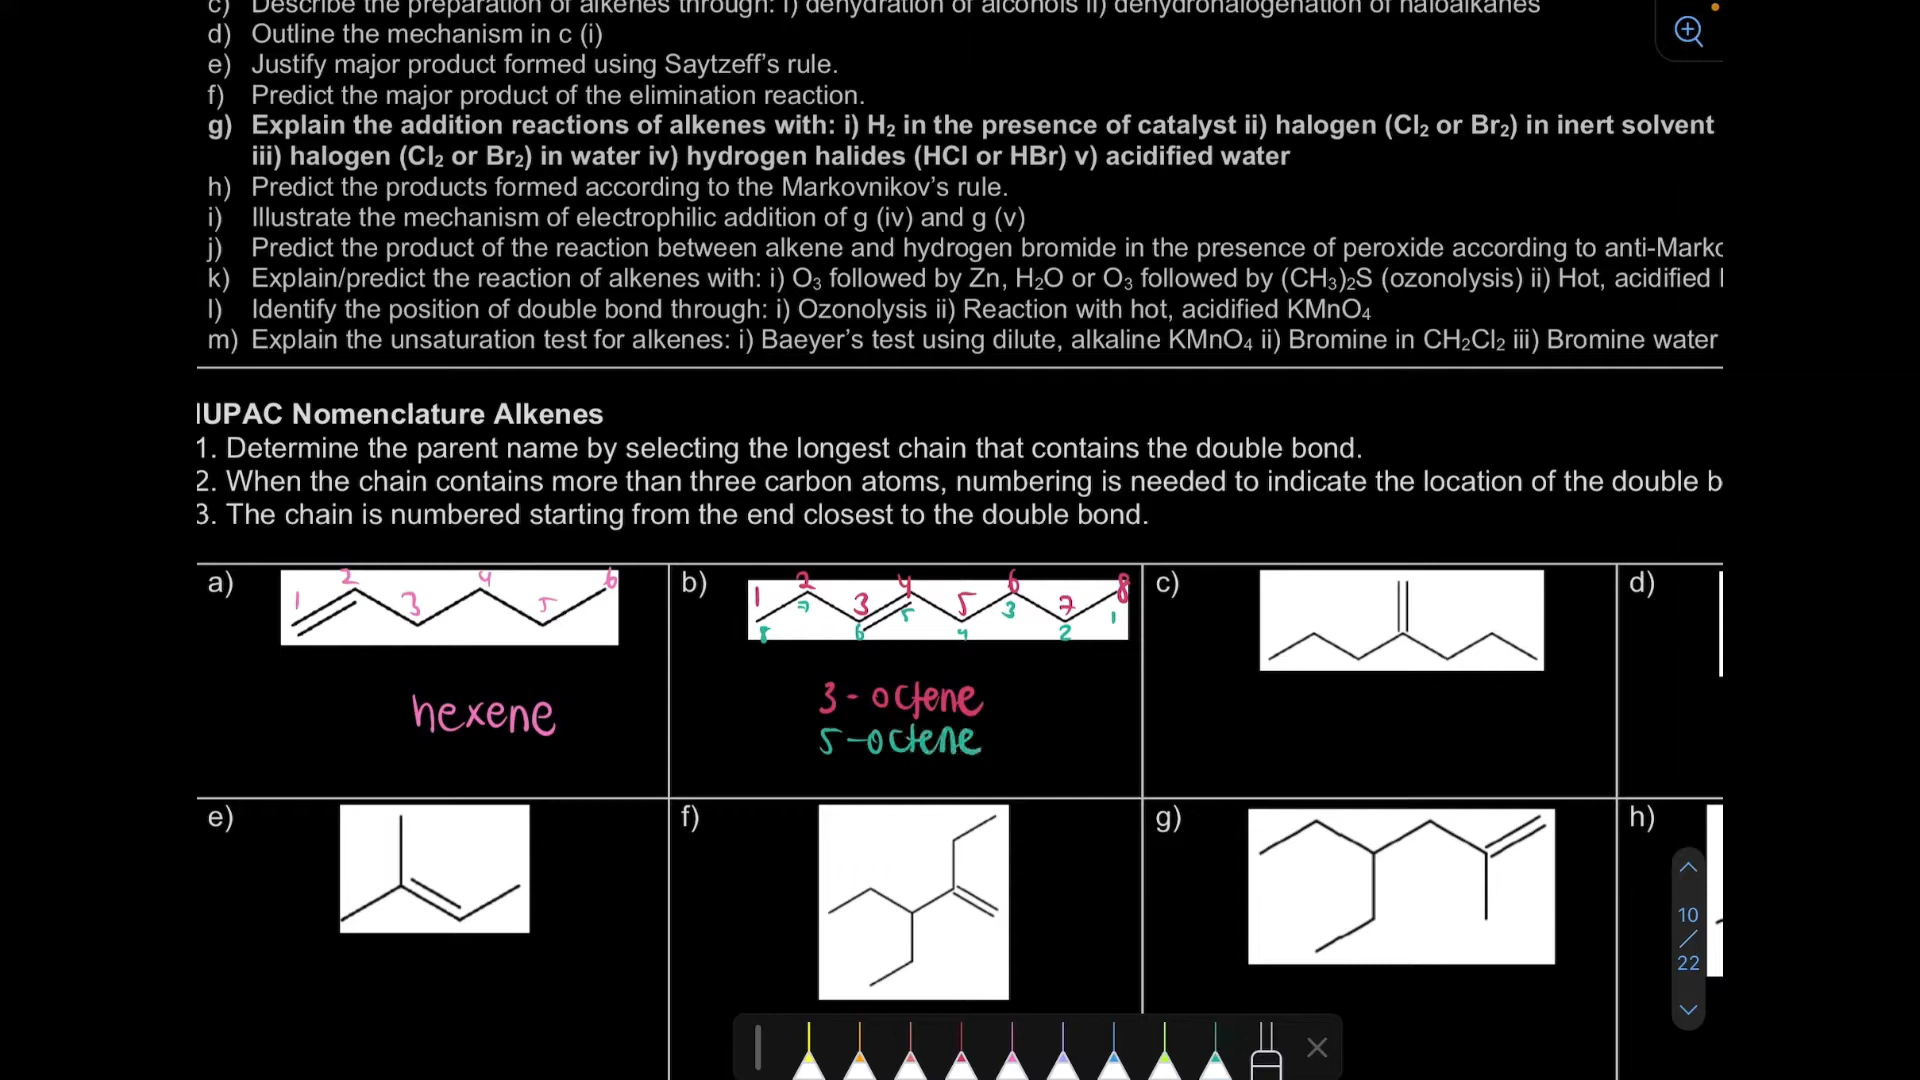 c) Describe the preparation of alkenes through: i) dehydration of alcohols ii) dehydrohalogenation of haloalkanes
d) Outline the mechanism in c (i)
e) Justify major product formed using Saytzeff's rule.
f) Predict the major product of the elimination reaction.
g) Explain the addition reactions of alkenes with: i) H₂ in the presence of catalyst ii) halogen (Cl₂ or Br₂) in inert solvent
iii) halogen (Cl₂ or Br₂) in water iv) hydrogen halides (HCl or HBr) v) acidified water
h) Predict the products formed according to the Markovnikov's rule.
i) Illustrate the mechanism of electrophilic addition of g (iv) and g (v)
j) Predict the product of the reaction between alkene and hydrogen bromide in the presence of peroxide according to anti-Marko
k) Explain/predict the reaction of alkenes with: i) O₃ followed by Zn, H₂O or O₃ followed by (CH₃)₂S (ozonolysis) ii) Hot, acidified
l) Identify the position of double bond through: i) Ozonolysis ii) Reaction with hot, acidified KMnO₄
m) Explain the unsaturation test for alkenes: i) Baeyer's test using dilute, alkaline KMnO₄ ii) Bromine in CH₂Cl₂ iii) Bromine water
IUPAC Nomenclature Alkenes
1. Determine the parent name by selecting the longest chain that contains the double bond.
2. When the chain contains more than three carbon atoms, numbering is needed to indicate the location of the double b
3. The chain is numbered starting from the end closest to the double bond.
a)
1 2 3 4 5 6
hexene
b)
1 2 3 4 5 6 7 8
8 7 6 5 4 3 2 1
3 - octene
5 - octene
c)
d)
e)
f)
g)
h)
10
/
22